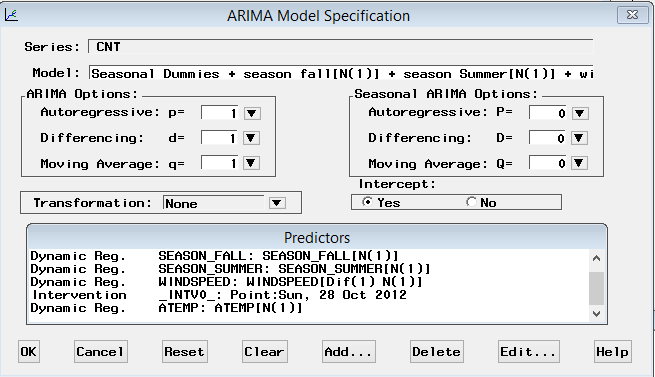 ARIMA Model Specification
Series: CNT
Model: Seasonal Dummies + season fall[N(1)] + season Summer[N(1)] + wi
ARIMA Options:
Seasonal ARIMA Options:
Autoregressive: p= 1
Autoregressive: P= 0
Differencing: d= 1
Differencing: D= 0
Moving Average: q= 1
Moving Average: Q= 0
Intercept:
Transformation: None
Yes No
Predictors
Dynamic Reg. SEASON_FALL: SEASON_FALL[N(1)]
Dynamic Reg. SEASON_SUMMER: SEASON_SUMMER[N(1)]
Dynamic Reg. WINDSPEED: WINDSPEED[Dif(1) N(1)]
Intervention _INTV0_: Point:Sun, 28 Oct 2012
Dynamic Reg. ATEMP: ATEMP[N(1)]
OK Cancel Reset Clear Add... Delete Edit... Help